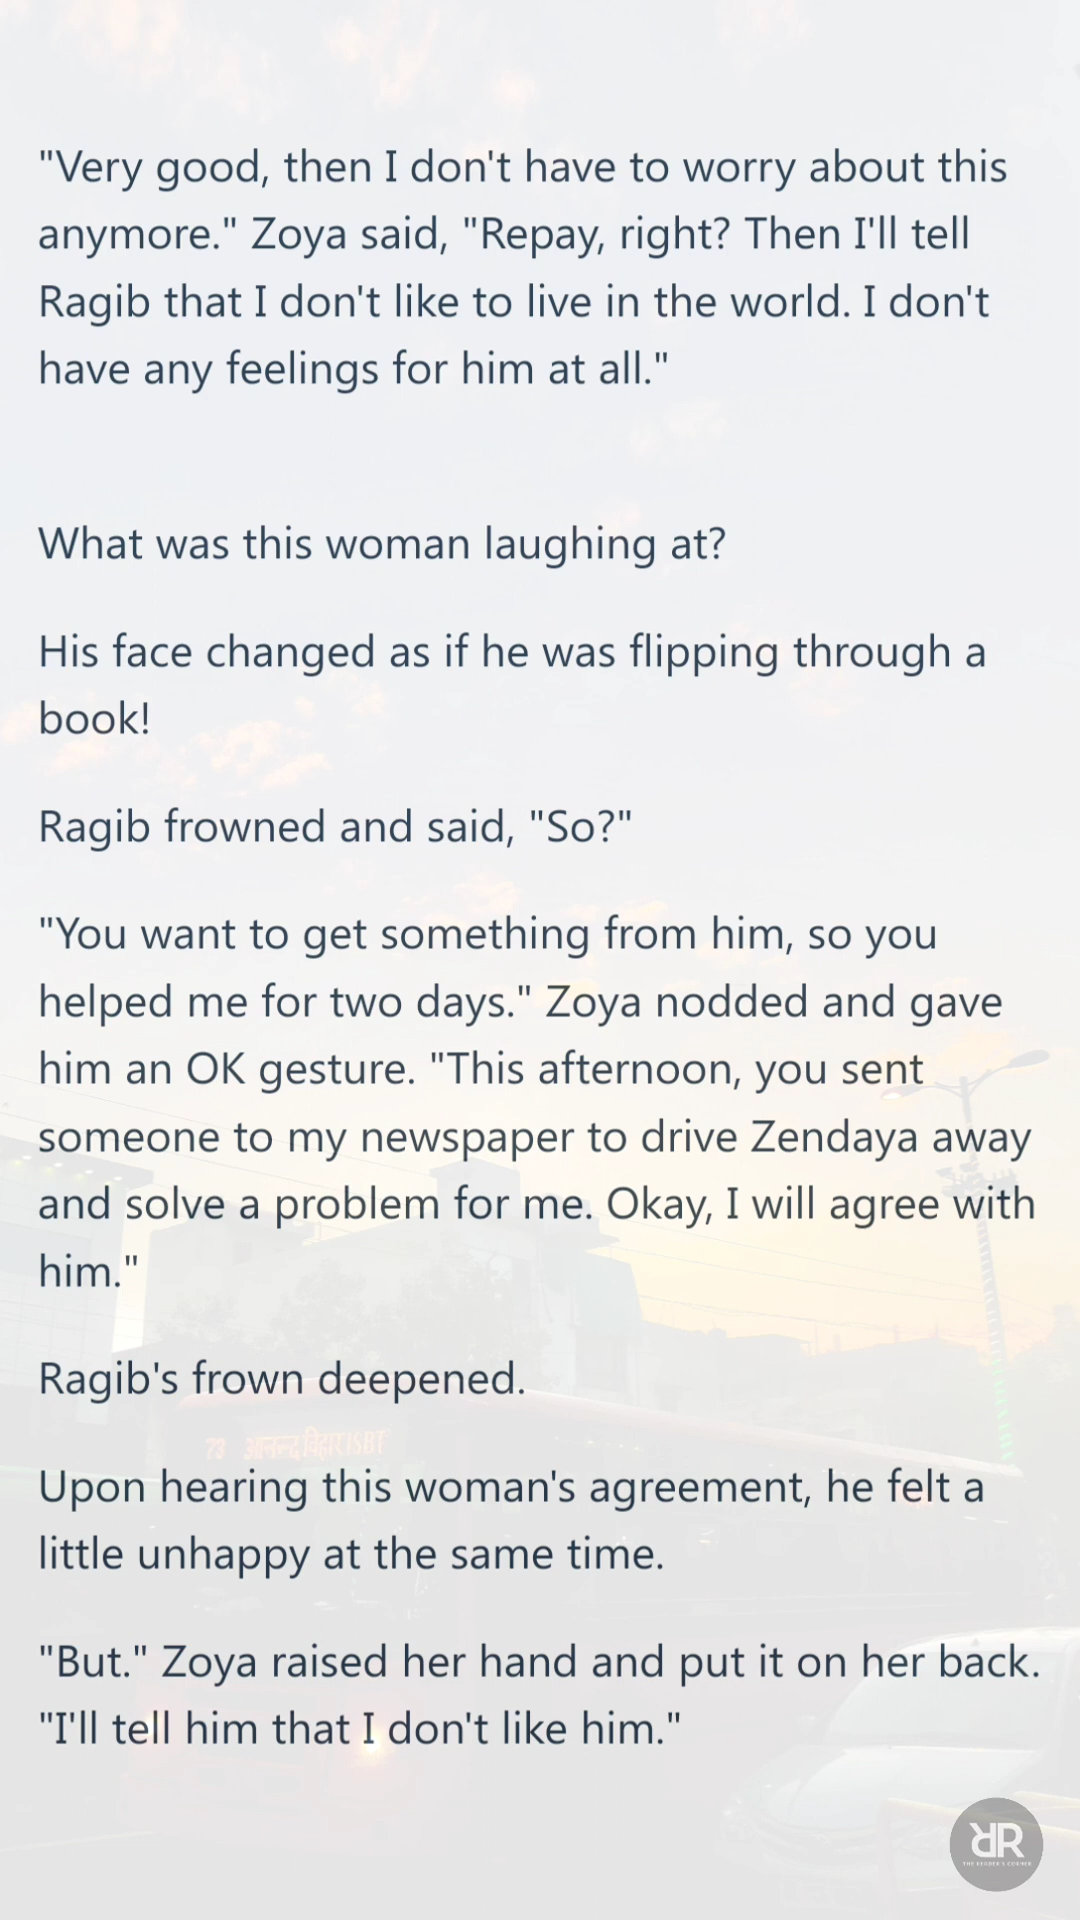 "Very good, then I don't have to worry about this
anymore." Zoya said, "Repay, right? Then I'll tell
Ragib that I don't like to live in the world. I don't
have any feelings for him at all."
What was this woman laughing at?
His face changed as if he was flipping through a
book!
Ragib frowned and said, "So?"
"You want to get something from him, so you
helped me for two days." Zoya nodded and gave
him an OK gesture. "This afternoon, you sent
someone to my newspaper to drive Zendaya away
and solve a problem for me. Okay, I will agree with
him."
Ragib's frown deepened.
73 आनन्द विहार ISBT
Upon hearing this woman's agreement, he felt a
little unhappy at the same time.
"But." Zoya raised her hand and put it on her back.
"I'll tell him that I don't like him."
RR
THE READER'S CORNER